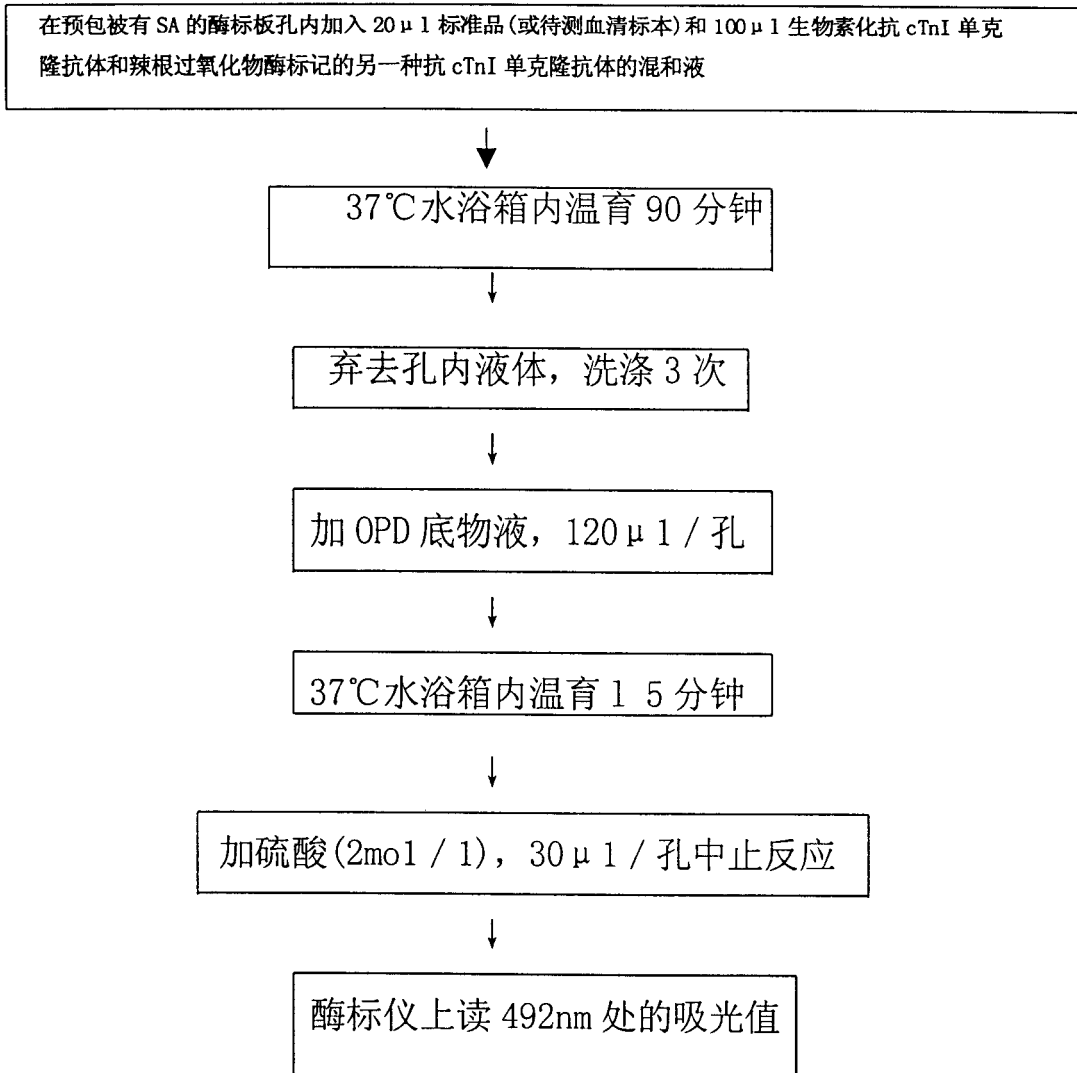 在预包被有 SA 的酶标板孔内加入 20μl 标准品(或待测血清标本)和 100μl 生物素化抗 cTnI 单克
隆抗体和辣根过氧化物酶标记的另一种抗 cTnI 单克隆抗体的混和液
37℃水浴箱内温育 90 分钟
弃去孔内液体，洗涤 3 次
加 OPD 底物液，120μl／孔
37℃水浴箱内温育１５分钟
加硫酸(2mol／l)，30μl／孔中止反应
酶标仪上读 492nm 处的吸光值